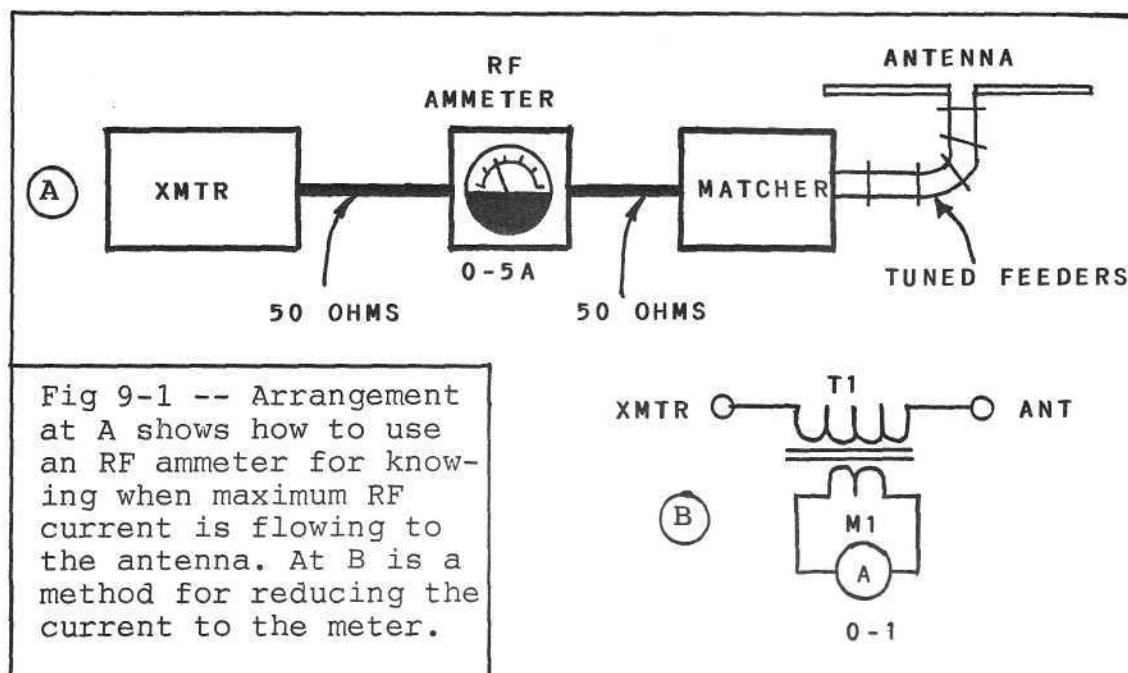 RF
AMMETER
ANTENNA
A
XMTR
MATCHER
0-5A
50 OHMS
50 OHMS
TUNED FEEDERS
Fig 9-1 -- Arrangement
at A shows how to use
an RF ammeter for know-
ing when maximum RF
current is flowing to
the antenna. At B is a
method for reducing the
current to the meter.
T1
XMTR
ANT
B
M1
A
0-1